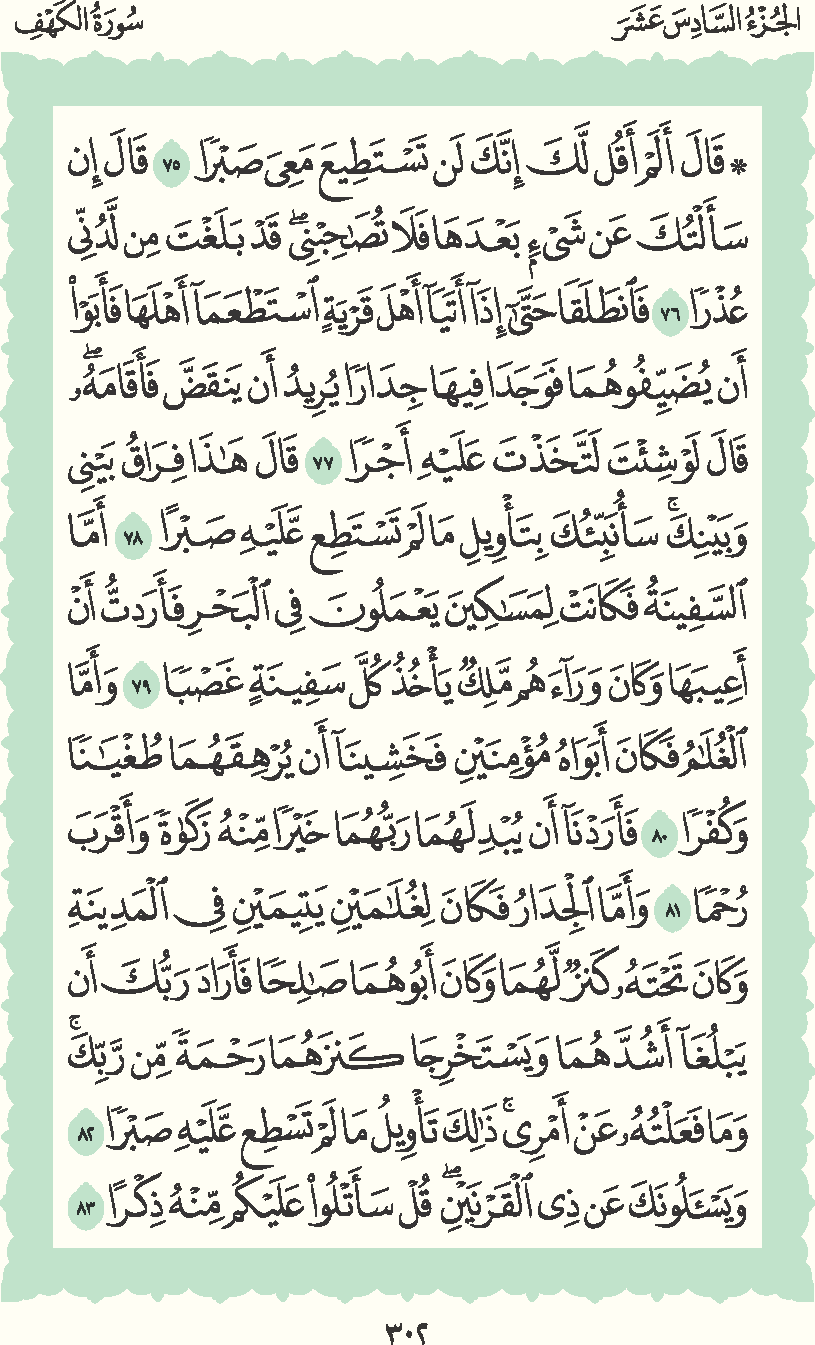 الجُزْءُ السَّادِسَ عَشَرَ
سُورَةُ الكَهْفِ
۞ قَالَ أَلَمْ أَقُل لَّكَ إِنَّكَ لَن تَسْتَطِيعَ مَعِىَ صَبْرًا ٧٥ قَالَ إِن
سَأَلْتُكَ عَن شَىْءٍۭ بَعْدَهَا فَلَا تُصَٰحِبْنِى ۖ قَدْ بَلَغْتَ مِن لَّدُنِّى
عُذْرًا ٧٦ فَٱنطَلَقَا حَتَّىٰٓ إِذَآ أَتَيَآ أَهْلَ قَرْيَةٍ ٱسْتَطْعَمَآ أَهْلَهَا فَأَبَوْا۟
أَن يُضَيِّفُوهُمَا فَوَجَدَا فِيهَا جِدَارًا يُرِيدُ أَن يَنقَضَّ فَأَقَامَهُۥ ۖ
قَالَ لَوْ شِئْتَ لَتَّخَذْتَ عَلَيْهِ أَجْرًا ٧٧ قَالَ هَٰذَا فِرَاقُ بَيْنِى
وَبَيْنِكَ ۚ سَأُنَبِّئُكَ بِتَأْوِيلِ مَا لَمْ تَسْتَطِع عَّلَيْهِ صَبْرًا ٧٨ أَمَّا
ٱلسَّفِينَةُ فَكَانَتْ لِمَسَٰكِينَ يَعْمَلُونَ فِى ٱلْبَحْرِ فَأَرَدتُّ أَنْ
أَعِيبَهَا وَكَانَ وَرَآءَهُم مَّلِكٌ يَأْخُذُ كُلَّ سَفِينَةٍ غَصْبًا ٧٩ وَأَمَّا
ٱلْغُلَٰمُ فَكَانَ أَبَوَاهُ مُؤْمِنَيْنِ فَخَشِينَآ أَن يُرْهِقَهُمَا طُغْيَٰنًا
وَكُفْرًا ٨٠ فَأَرَدْنَآ أَن يُبْدِلَهُمَا رَبُّهُمَا خَيْرًا مِّنْهُ زَكَوٰةً وَأَقْرَبَ
رُحْمًا ٨١ وَأَمَّا ٱلْجِدَارُ فَكَانَ لِغُلَٰمَيْنِ يَتِيمَيْنِ فِى ٱلْمَدِينَةِ
وَكَانَ تَحْتَهُۥ كَنزٌ لَّهُمَا وَكَانَ أَبُوهُمَا صَٰلِحًا فَأَرَادَ رَبُّكَ أَن
يَبْلُغَآ أَشُدَّهُمَا وَيَسْتَخْرِجَا كَنزَهُمَا رَحْمَةً مِّن رَّبِّكَ ۚ
وَمَا فَعَلْتُهُۥ عَنْ أَمْرِى ۚ ذَٰلِكَ تَأْوِيلُ مَا لَمْ تَسْطِع عَّلَيْهِ صَبْرًا ٨٢
وَيَسْـَٔلُونَكَ عَن ذِى ٱلْقَرْنَيْنِ ۖ قُلْ سَأَتْلُوا۟ عَلَيْكُم مِّنْهُ ذِكْرًا ٨٣
٣٠٢